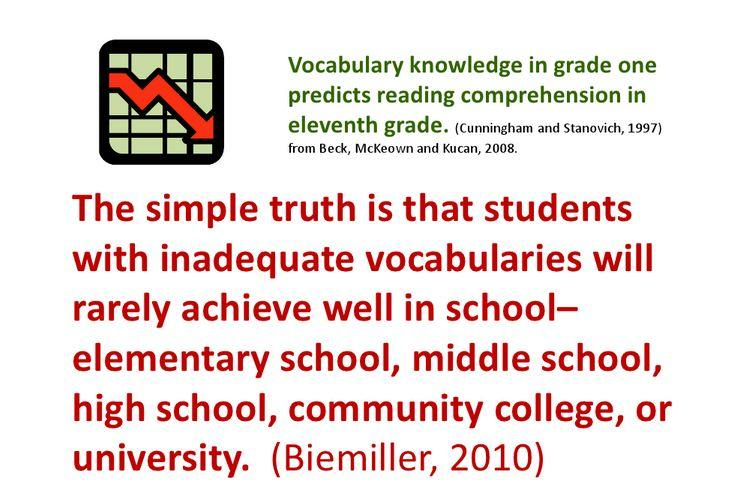 Vocabulary knowledge in grade one
predicts reading comprehension in
eleventh grade. (Cunningham and Stanovich, 1997)
from Beck, McKeown and Kucan, 2008.
The simple truth is that students
with inadequate vocabularies will
rarely achieve well in school–
elementary school, middle school,
high school, community college, or
university. (Biemiller, 2010)